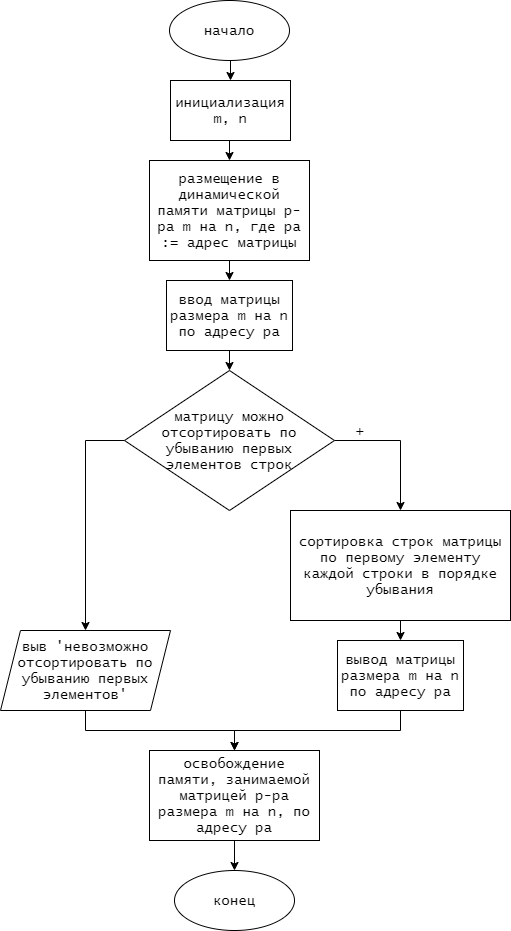 начало
инициализация
m, n
размещение в
динамической
памяти матрицы р-
ра m на n, где pa
:= адрес матрицы
ввод матрицы
размера m на n
по адресу pa
матрицу можно
отсортировать по
убыванию первых
элементов строк
+
сортировка строк матрицы
по первому элементу
каждой строки в порядке
убывания
выв 'невозможно
отсортировать по
убыванию первых
элементов'
вывод матрицы
размера m на n
по адресу pa
освобождение
памяти, занимаемой
матрицей р-ра
размера m на n, по
адресу pa
конец